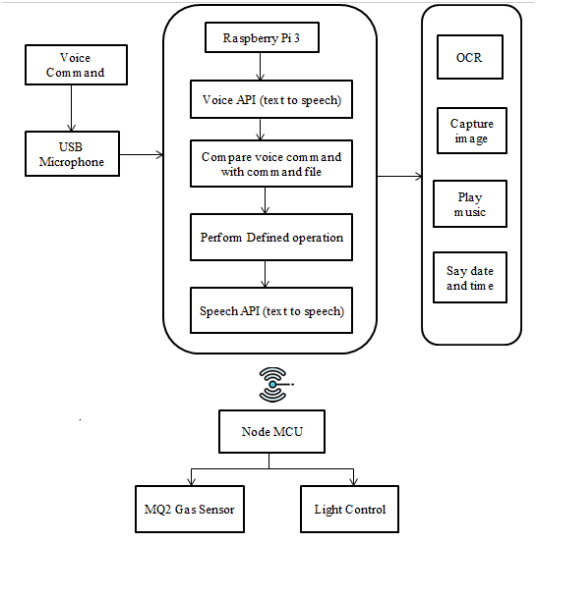 Voice
Command
USB
Microphone
Raspberry Pi 3
Voice API (text to speech)
Compare voice command
with command file
Perform Defined operation
Speech API (text to speech)
OCR
Capture
image
Play
music
Say date
and time
Node MCU
MQ2 Gas Sensor
Light Control